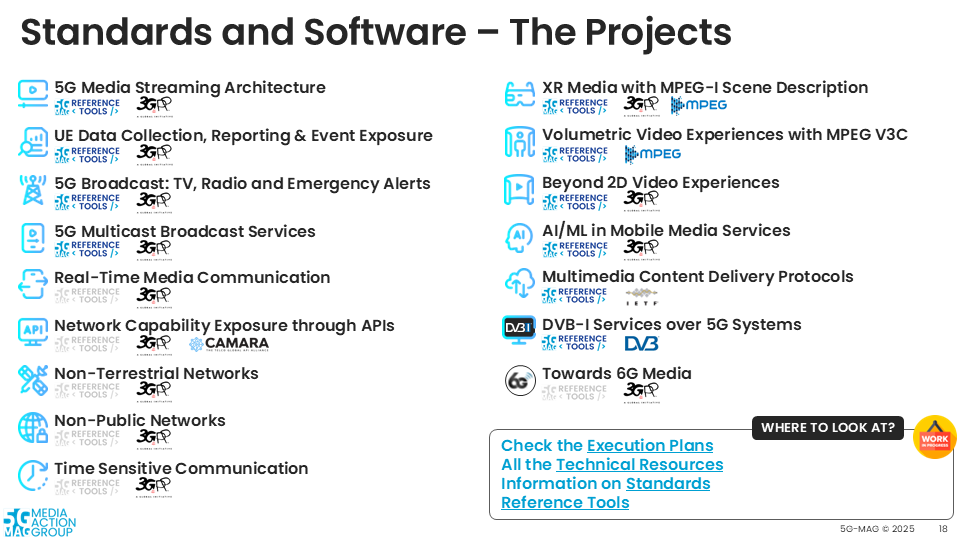 Standards and Software – The Projects
5G Media Streaming Architecture
5G MAG REFERENCE TOOLS </> 3GPP
UE Data Collection, Reporting & Event Exposure
5G MAG REFERENCE TOOLS </> 3GPP
5G Broadcast: TV, Radio and Emergency Alerts
5G MAG REFERENCE TOOLS </> 3GPP
5G Multicast Broadcast Services
5G MAG REFERENCE TOOLS </> 3GPP
Real-Time Media Communication
5G MAG REFERENCE TOOLS </> 3GPP
API Network Capability Exposure through APIs
5G MAG REFERENCE TOOLS </> 3GPP CAMARA
THE TELCO GLOBAL API ALLIANCE
Non-Terrestrial Networks
5G MAG REFERENCE TOOLS </> 3GPP
Non-Public Networks
5G MAG REFERENCE TOOLS </> 3GPP
Time Sensitive Communication
5G MAG REFERENCE TOOLS </> 3GPP
XR Media with MPEG-I Scene Description
5G MAG REFERENCE TOOLS </> 3GPP MPEG
Volumetric Video Experiences with MPEG V3C
5G MAG REFERENCE TOOLS </> MPEG
Beyond 2D Video Experiences
5G MAG REFERENCE TOOLS </> 3GPP
AI AI/ML in Mobile Media Services
5G MAG REFERENCE TOOLS </> 3GPP
Multimedia Content Delivery Protocols
5G MAG REFERENCE TOOLS </> IETF
DVB-I DVB-I Services over 5G Systems
5G MAG REFERENCE TOOLS </> DVB
6G Towards 6G Media
5G MAG REFERENCE TOOLS </> 3GPP
WHERE TO LOOK AT?
WORK IN PROGRESS
Check the Execution Plans
All the Technical Resources
Information on Standards
Reference Tools
5G MAG MEDIA ACTION GROUP
5G-MAG © 2025 18